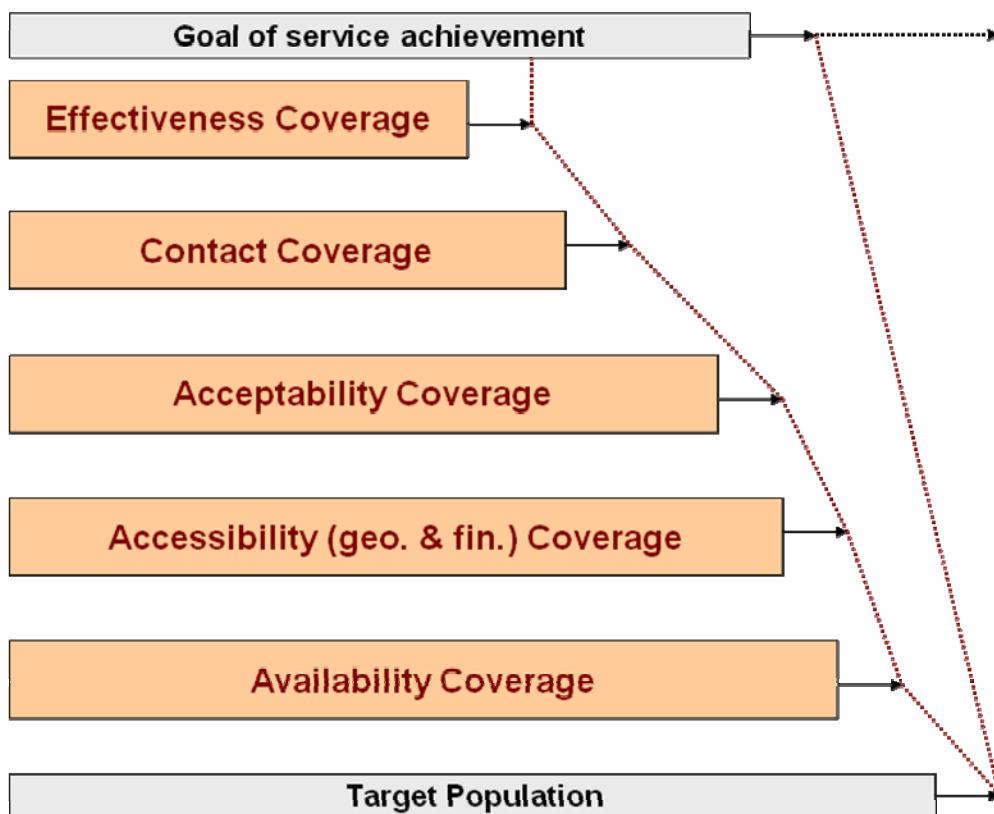 Goal of service achievement
Effectiveness Coverage
Contact Coverage
Acceptability Coverage
Accessibility (geo. & fin.) Coverage
Availability Coverage
Target Population